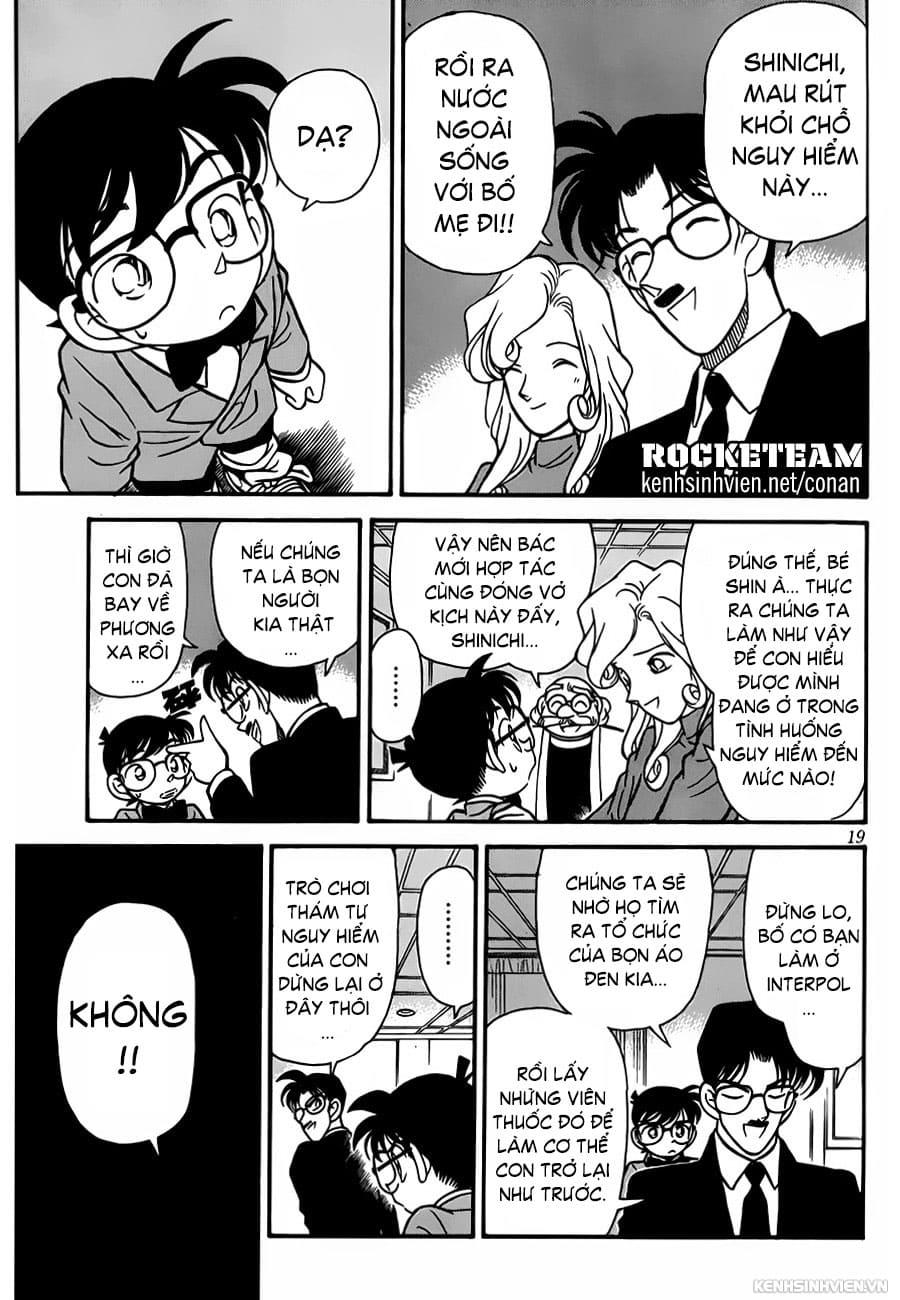 SHINICHI,
MAU RÚT
KHỎI CHỖ
NGUY HIỂM
NÀY...
RỒI RA
NƯỚC
NGOÀI
SỐNG
VỚI BỐ
MẸ ĐI!!
DẠ?
ROCKETEAM
kenhsinhvien.net/conan
ĐÚNG THẾ, BÉ
SHIN À... THỰC
RA CHÚNG TA
LÀM NHƯ VẬY
ĐỂ CON HIỂU
ĐƯỢC MÌNH
ĐANG Ở TRONG
TÌNH HUỐNG
NGUY HIỂM ĐẾN
MỨC NÀO!
VẬY NÊN BÁC
MỚI HỢP TÁC
CÙNG ĐÓNG VỞ
KỊCH NÀY ĐẤY,
SHINICHI...
........
NẾU CHÚNG
TA LÀ BỌN
NGƯỜI
KIA THẬT
...
THÌ GIỜ
CON ĐÃ
BAY VỀ
PHƯƠNG
XA RỒI .
19
ĐỪNG LO,
BỐ CÓ BẠN
LÀM Ở
INTERPOL
...
CHÚNG TA SẼ
NHỜ HỌ TÌM
RA TỔ CHỨC
CỦA BỌN ÁO
ĐEN KIA...
RỒI LẤY
NHỮNG VIÊN
THUỐC ĐÓ ĐỂ
LÀM CƠ THỂ
CON TRỞ LẠI
NHƯ TRƯỚC.
........
TRÒ CHƠI
THÁM TỬ
NGUY HIỂM
CỦA CON
DỪNG LẠI Ở
ĐÂY THÔI
...
KHÔNG
!!
KENHSINHVIEN.VN